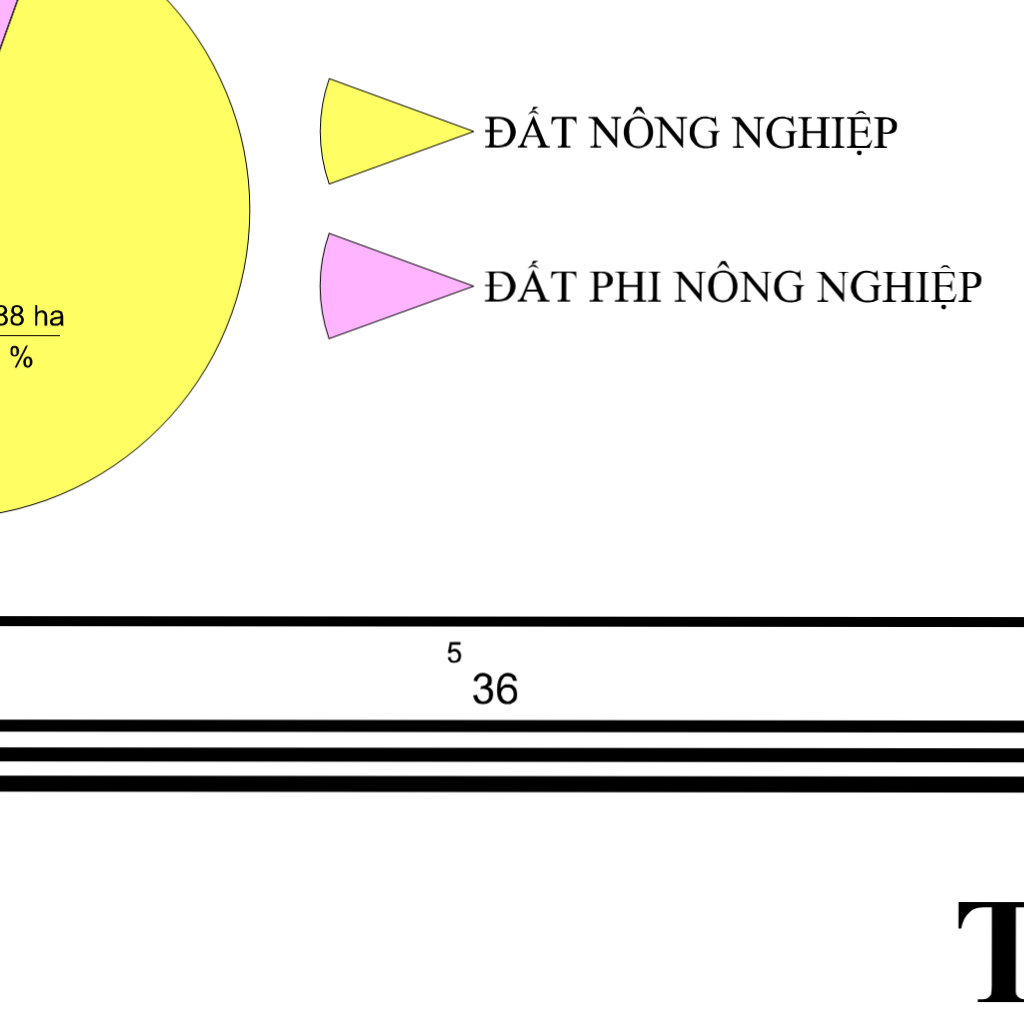 ĐẤT NÔNG NGHIỆP
ĐẤT PHI NÔNG NGHIỆP
38 ha
%
5
36
T